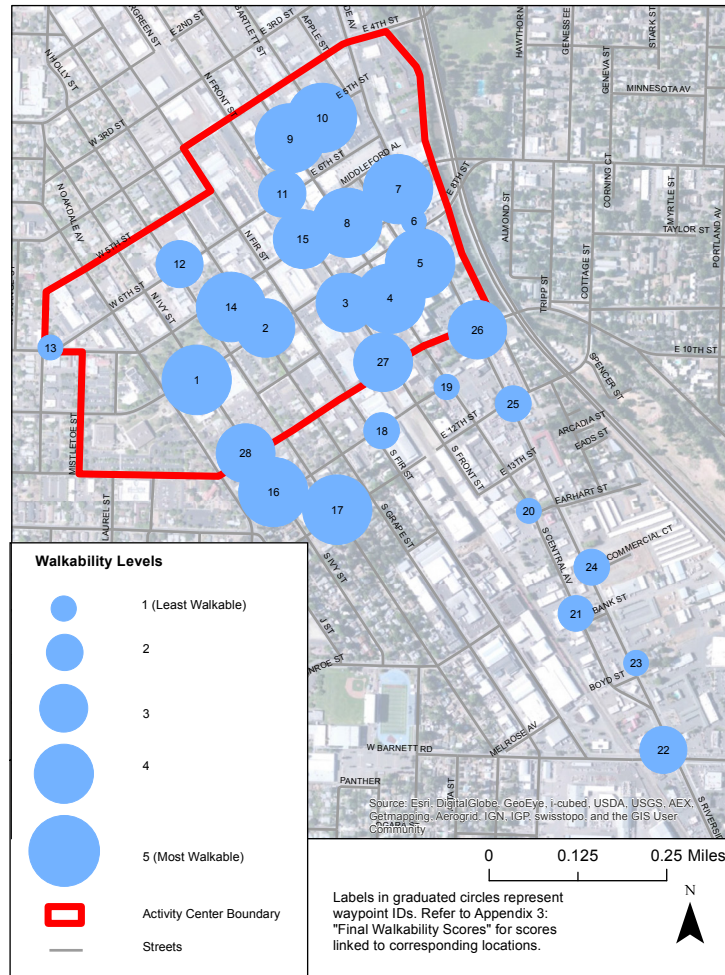 HAWTHORN
GENESEE
STARK ST
GENEVA ST
MINNESOTA AV
CORNING CT
MYRTLE ST
TAYLOR ST
PORTLAND AV
ALMOND ST
COTTAGE ST
TRIPP ST
E 10TH ST
SPENCER ST
ARCADIA ST
EADS ST
EARHART ST
COMMERCIAL CT
BANK ST
BOYD ST
MELROSE AV
W BARNETT RD
PANTHER
S RIVERSID
S CENTRAL AV
E 13TH ST
E 12TH ST
S FRONT ST
S FIR ST
S GRAPE ST
S IVY ST
J ST
NROE ST
LAUREL ST
MISTLETOE ST
N IVY ST
W 6TH ST
W 5TH ST
N OAKDALE AV
W 3RD ST
N HOLLY ST
E 2ND ST
E 3RD ST
E 4TH ST
E 5TH ST
E 6TH ST
MIDDLEFORD AL
E 8TH ST
N FRONT ST
BARTLETT ST
APPLE ST
N FIR ST
10
9
11
7
8
6
15
5
12
14
3
4
2
26
13
27
1
19
25
18
28
16
17
20
24
21
23
22
Walkability Levels
1 (Least Walkable)
2
3
4
5 (Most Walkable)
Activity Center Boundary
Streets
Source: Esri, DigitalGlobe, GeoEye, i-cubed, USDA, USGS, AEX,
Getmapping, Aerogrid, IGN, IGP, swisstopo, and the GIS User
Community
0 0.125 0.25 Miles
Labels in graduated circles represent
waypoint IDs. Refer to Appendix 3:
"Final Walkability Scores" for scores
linked to corresponding locations.
N